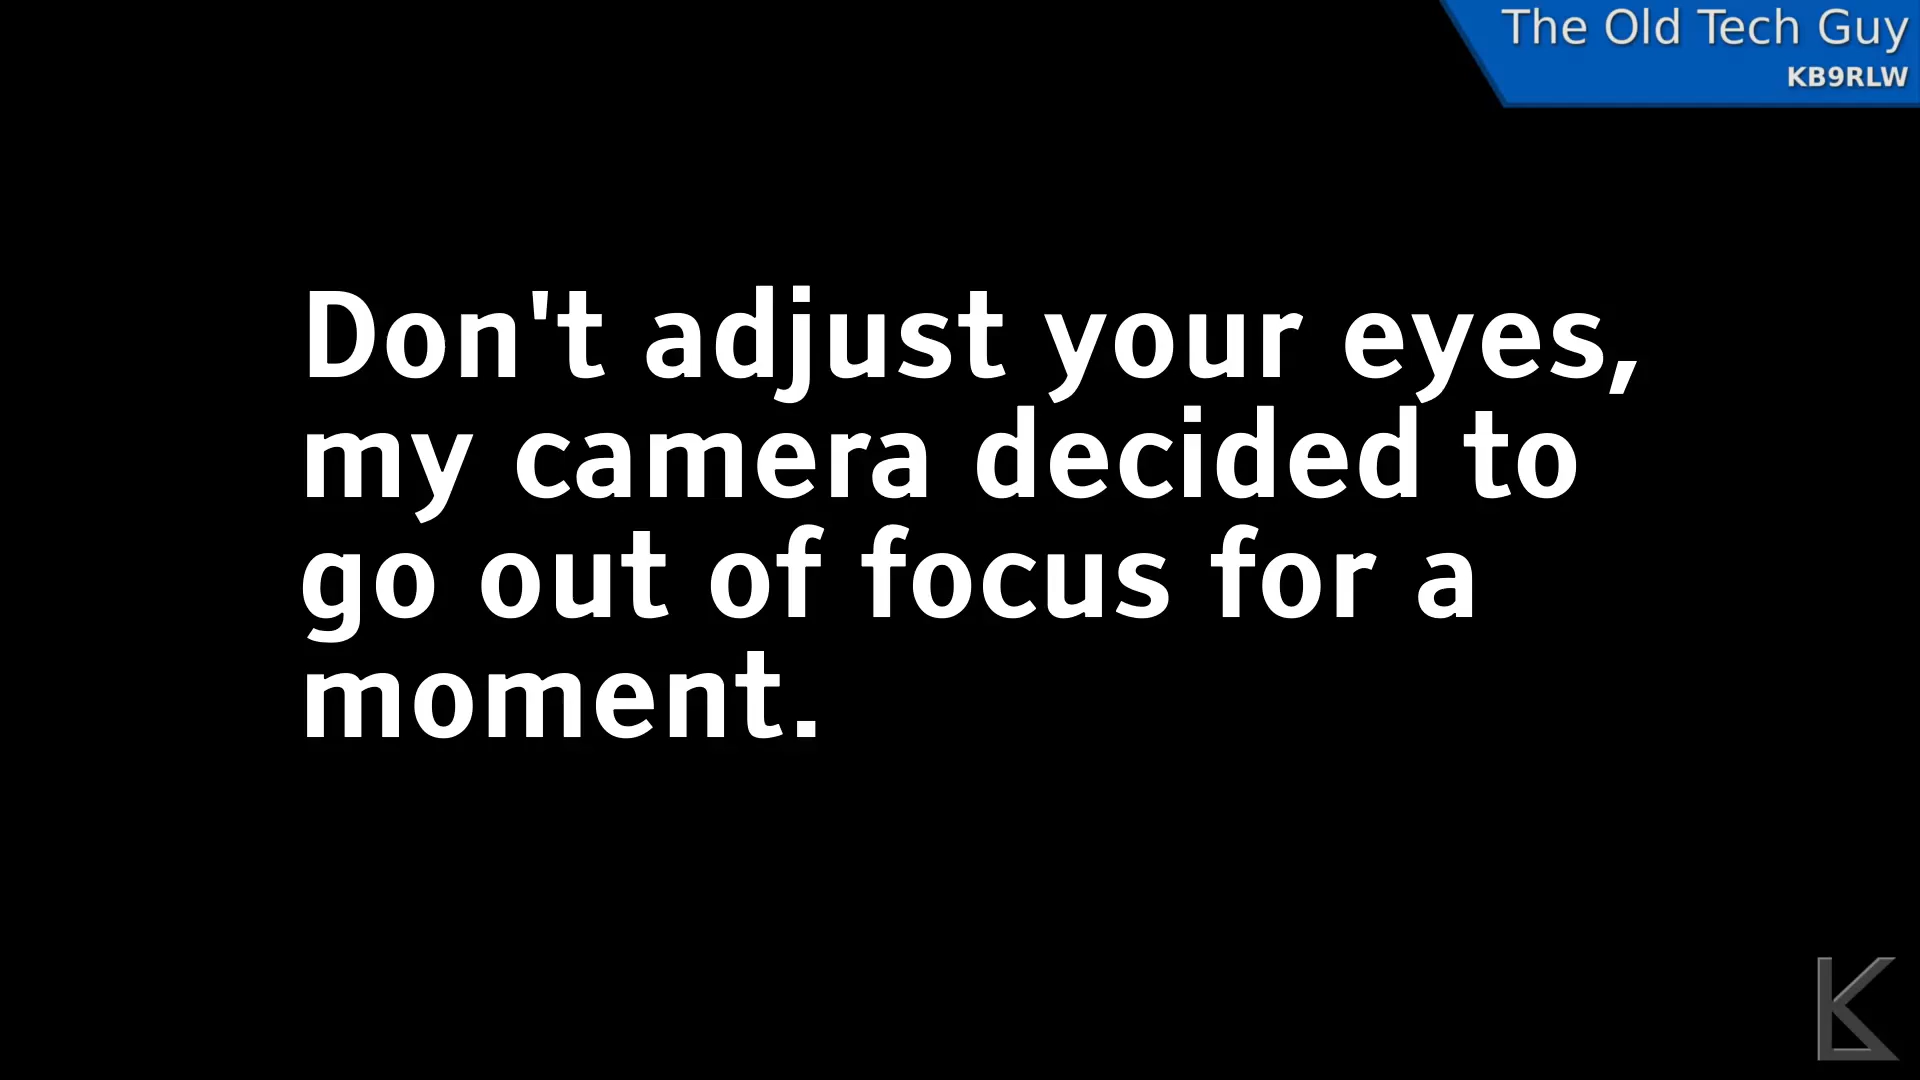 The Old Tech Guy
KB9RLW
Don't adjust your eyes,
my camera decided to
go out of focus for a
moment.
K